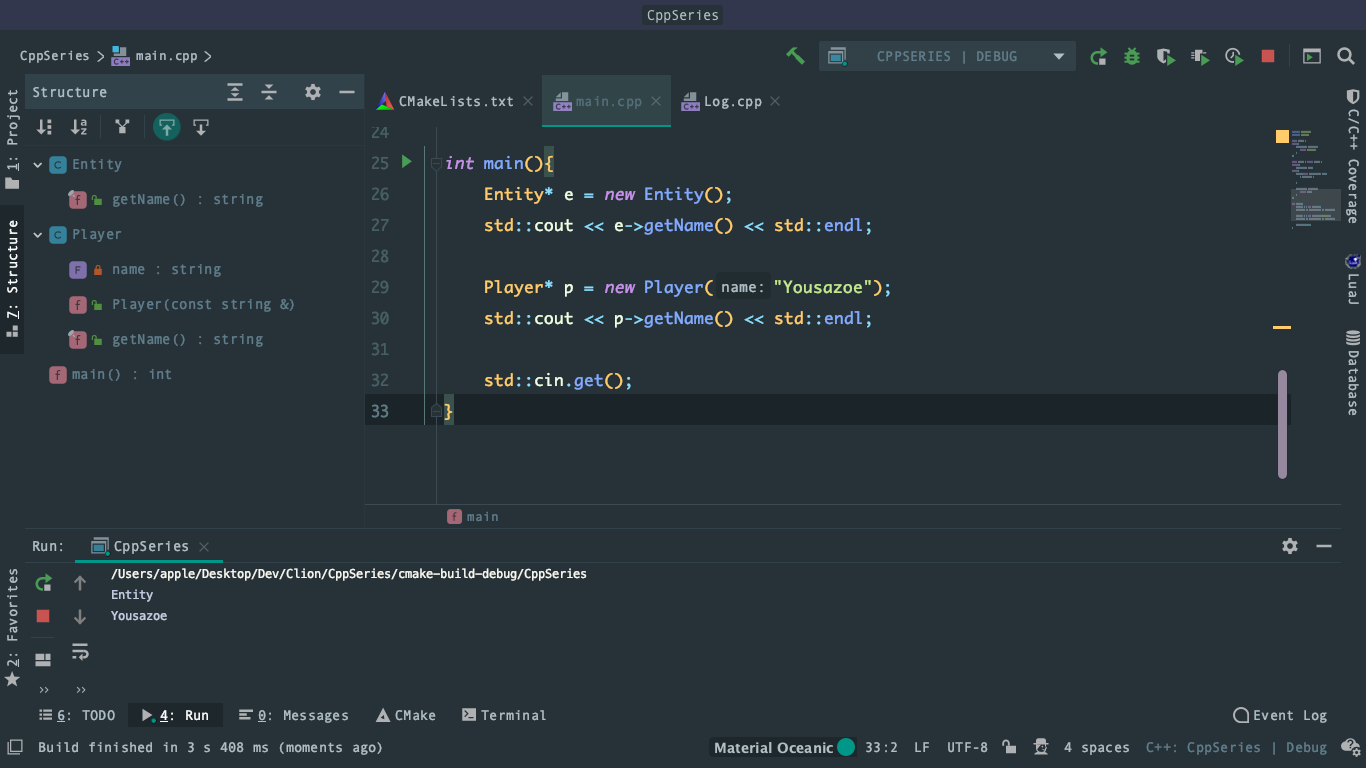 CppSeries
CppSeries main.cpp
CPPSERIES | DEBUG
1: Project
Z: Structure
2: Favorites
Structure
Entity
getName() : string
Player
name : string
Player(const string &)
getName() : string
main() : int
CMakeLists.txt
main.cpp
Log.cpp
24
25 int main(){
26 Entity* e = new Entity();
27 std::cout << e->getName() << std::endl;
28
29 Player* p = new Player( name: "Yousazoe");
30 std::cout << p->getName() << std::endl;
31
32 std::cin.get();
33 }
main
C/C++ Coverage
LuaJ
Database
Run: CppSeries
/Users/apple/Desktop/Dev/Clion/CppSeries/cmake-build-debug/CppSeries
Entity
Yousazoe
6: TODO 4: Run 0: Messages CMake Terminal Event Log
Build finished in 3 s 408 ms (moments ago) Material Oceanic 33:2 LF UTF-8 4 spaces C++: CppSeries | Debug